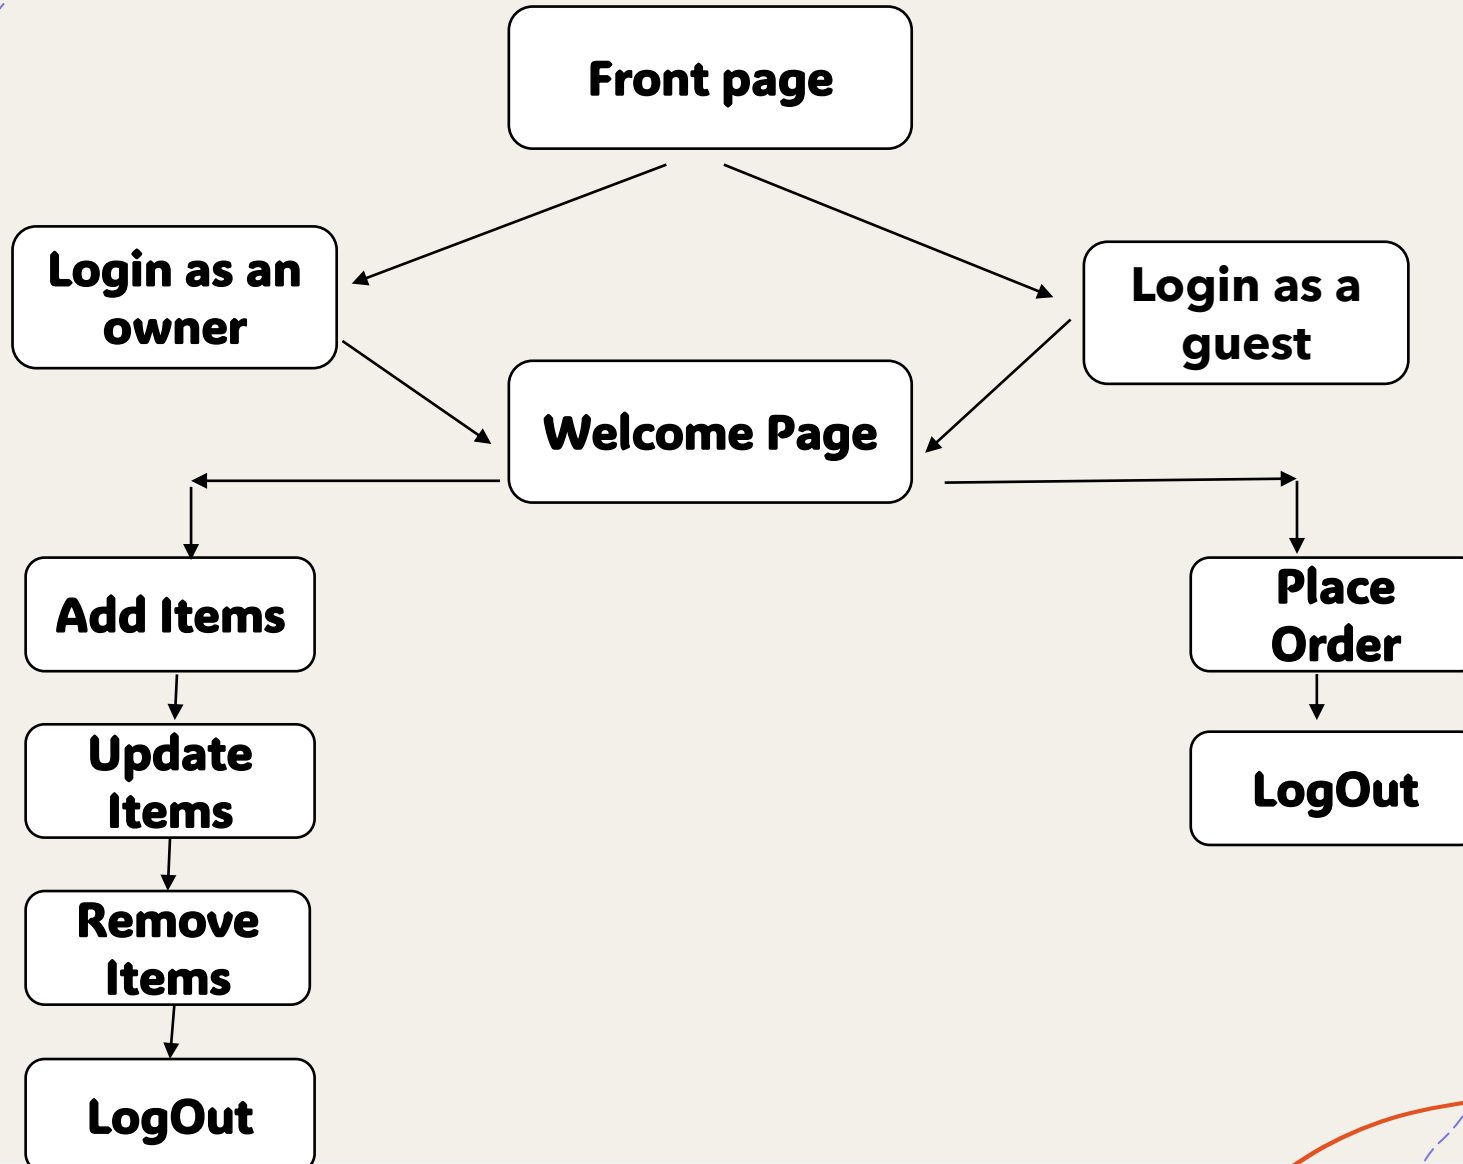 Front page
Login as an
owner
Login as a
guest
Welcome Page
Add Items
Place
Order
Update
Items
LogOut
Remove
Items
LogOut